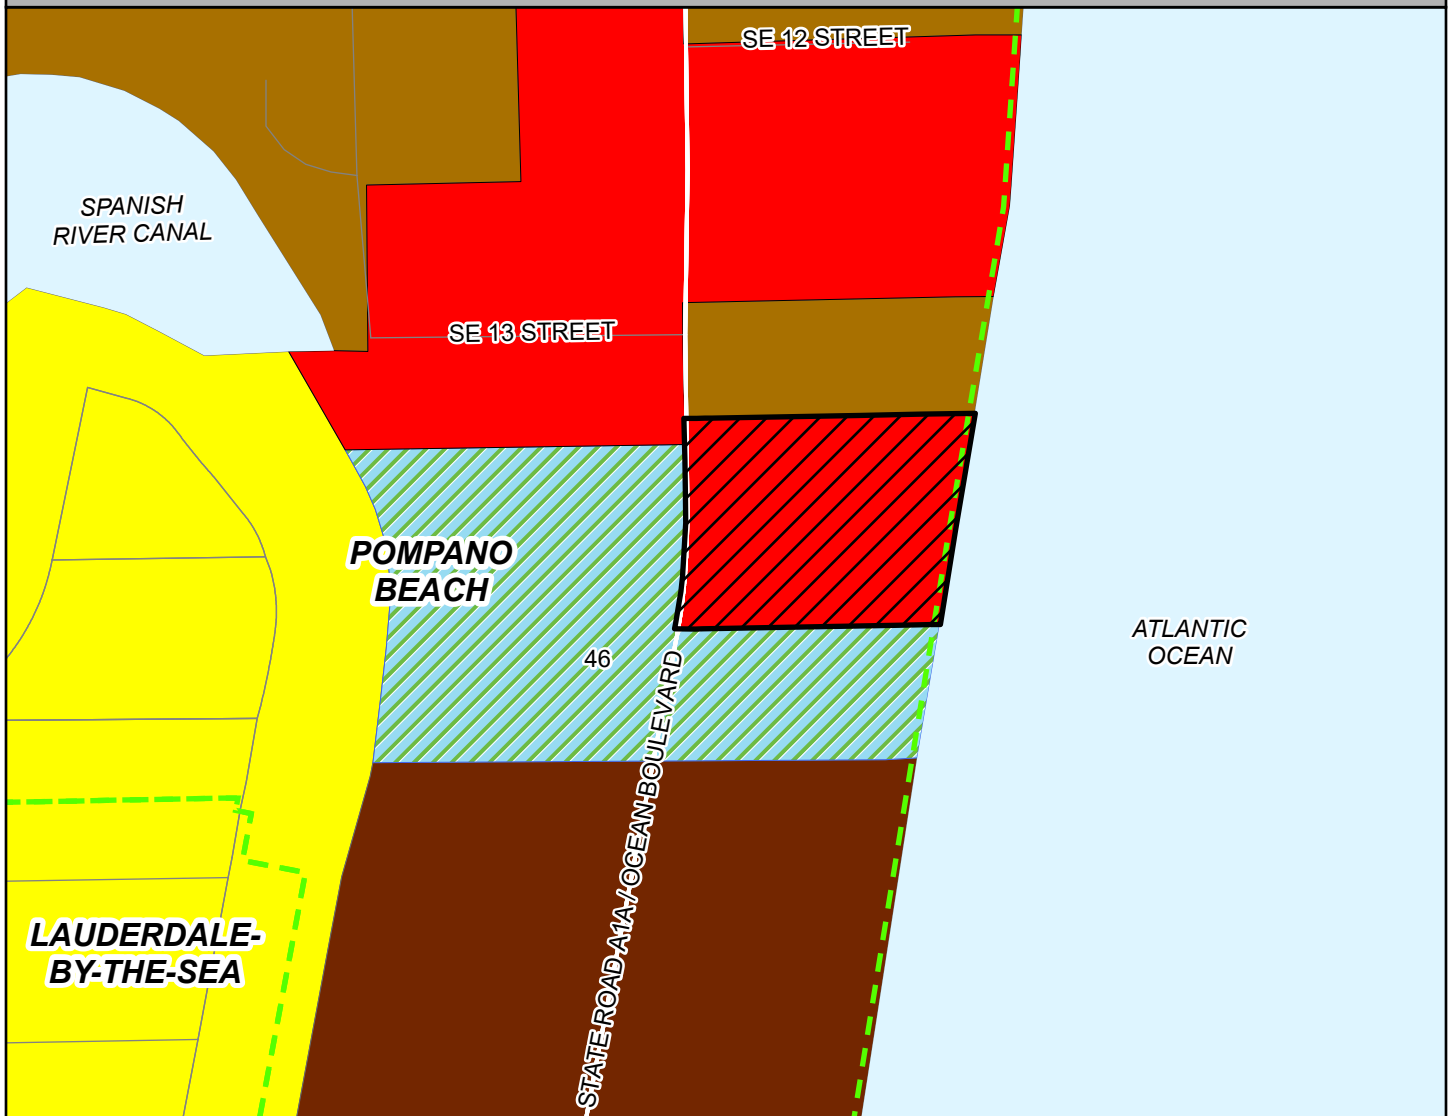 SE 12 STREET
SPANISH
RIVER CANAL
SE 13 STREET
POMPANO
BEACH
ATLANTIC
OCEAN
46
STATE ROAD A1A / OCEAN BOULEVARD
LAUDERDALE-
BY-THE-SEA